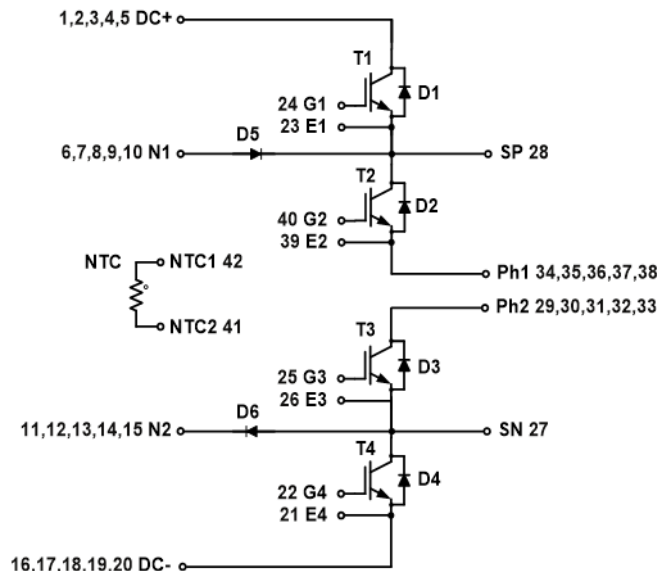 1,2,3,4,5 DC+
T1
D1
24 G1
23 E1
D5
6,7,8,9,10 N1
SP 28
T2
D2
40 G2
39 E2
NTC
NTC1 42
Ph1 34,35,36,37,38
Ph2 29,30,31,32,33
NTC2 41
T3
D3
25 G3
26 E3
D6
11,12,13,14,15 N2
SN 27
T4
D4
22 G4
21 E4
16,17,18,19,20 DC-